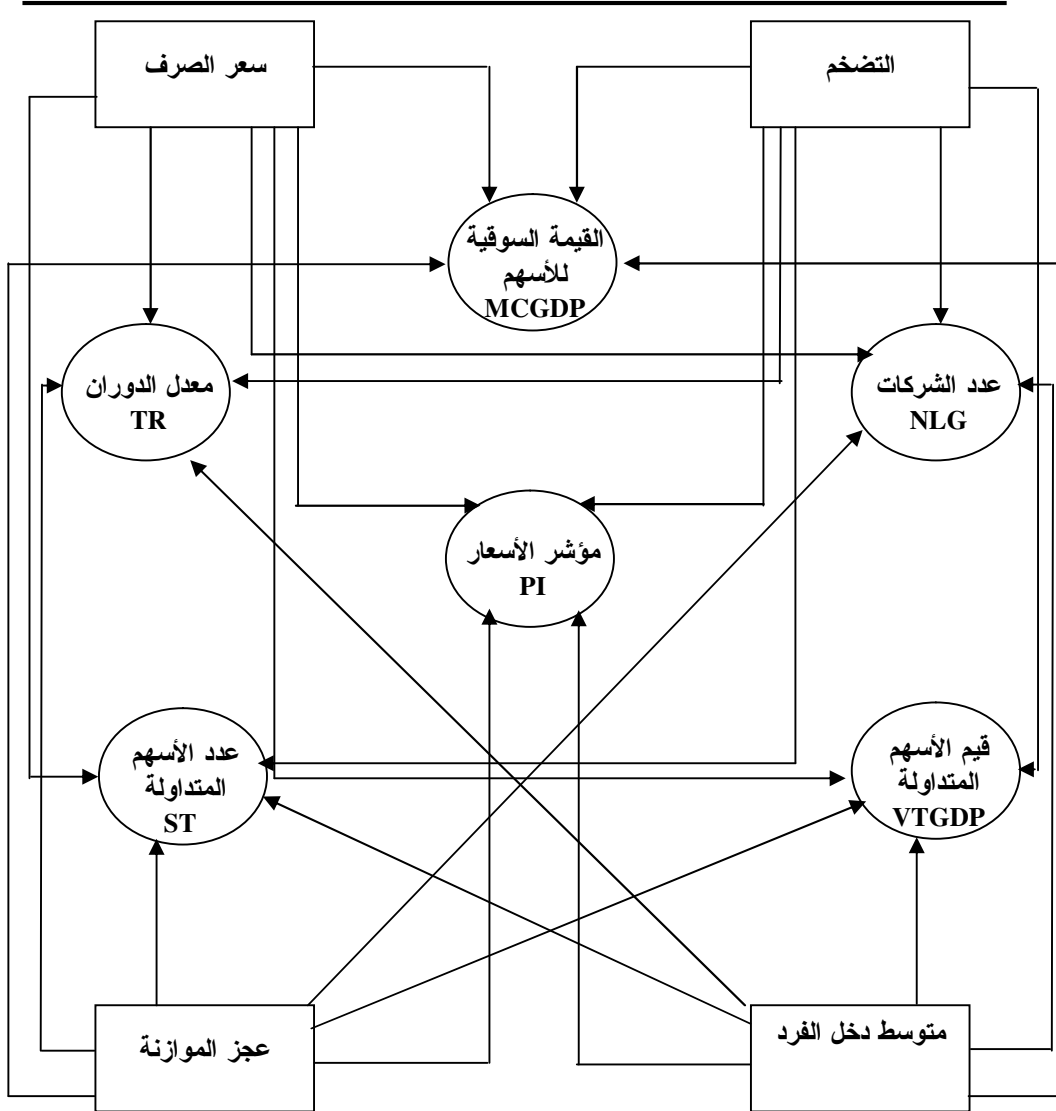 التضخم
سعر الصرف
القيمة السوقية
للأسهم
MCGDP
عدد الشركات
NLG
معدل الدوران
TR
مؤشر الأسعار
PI
قيم الأسهم
المتداولة
VTGDP
عدد الأسهم
المتداولة
ST
متوسط دخل الفرد
عجز الموازنة